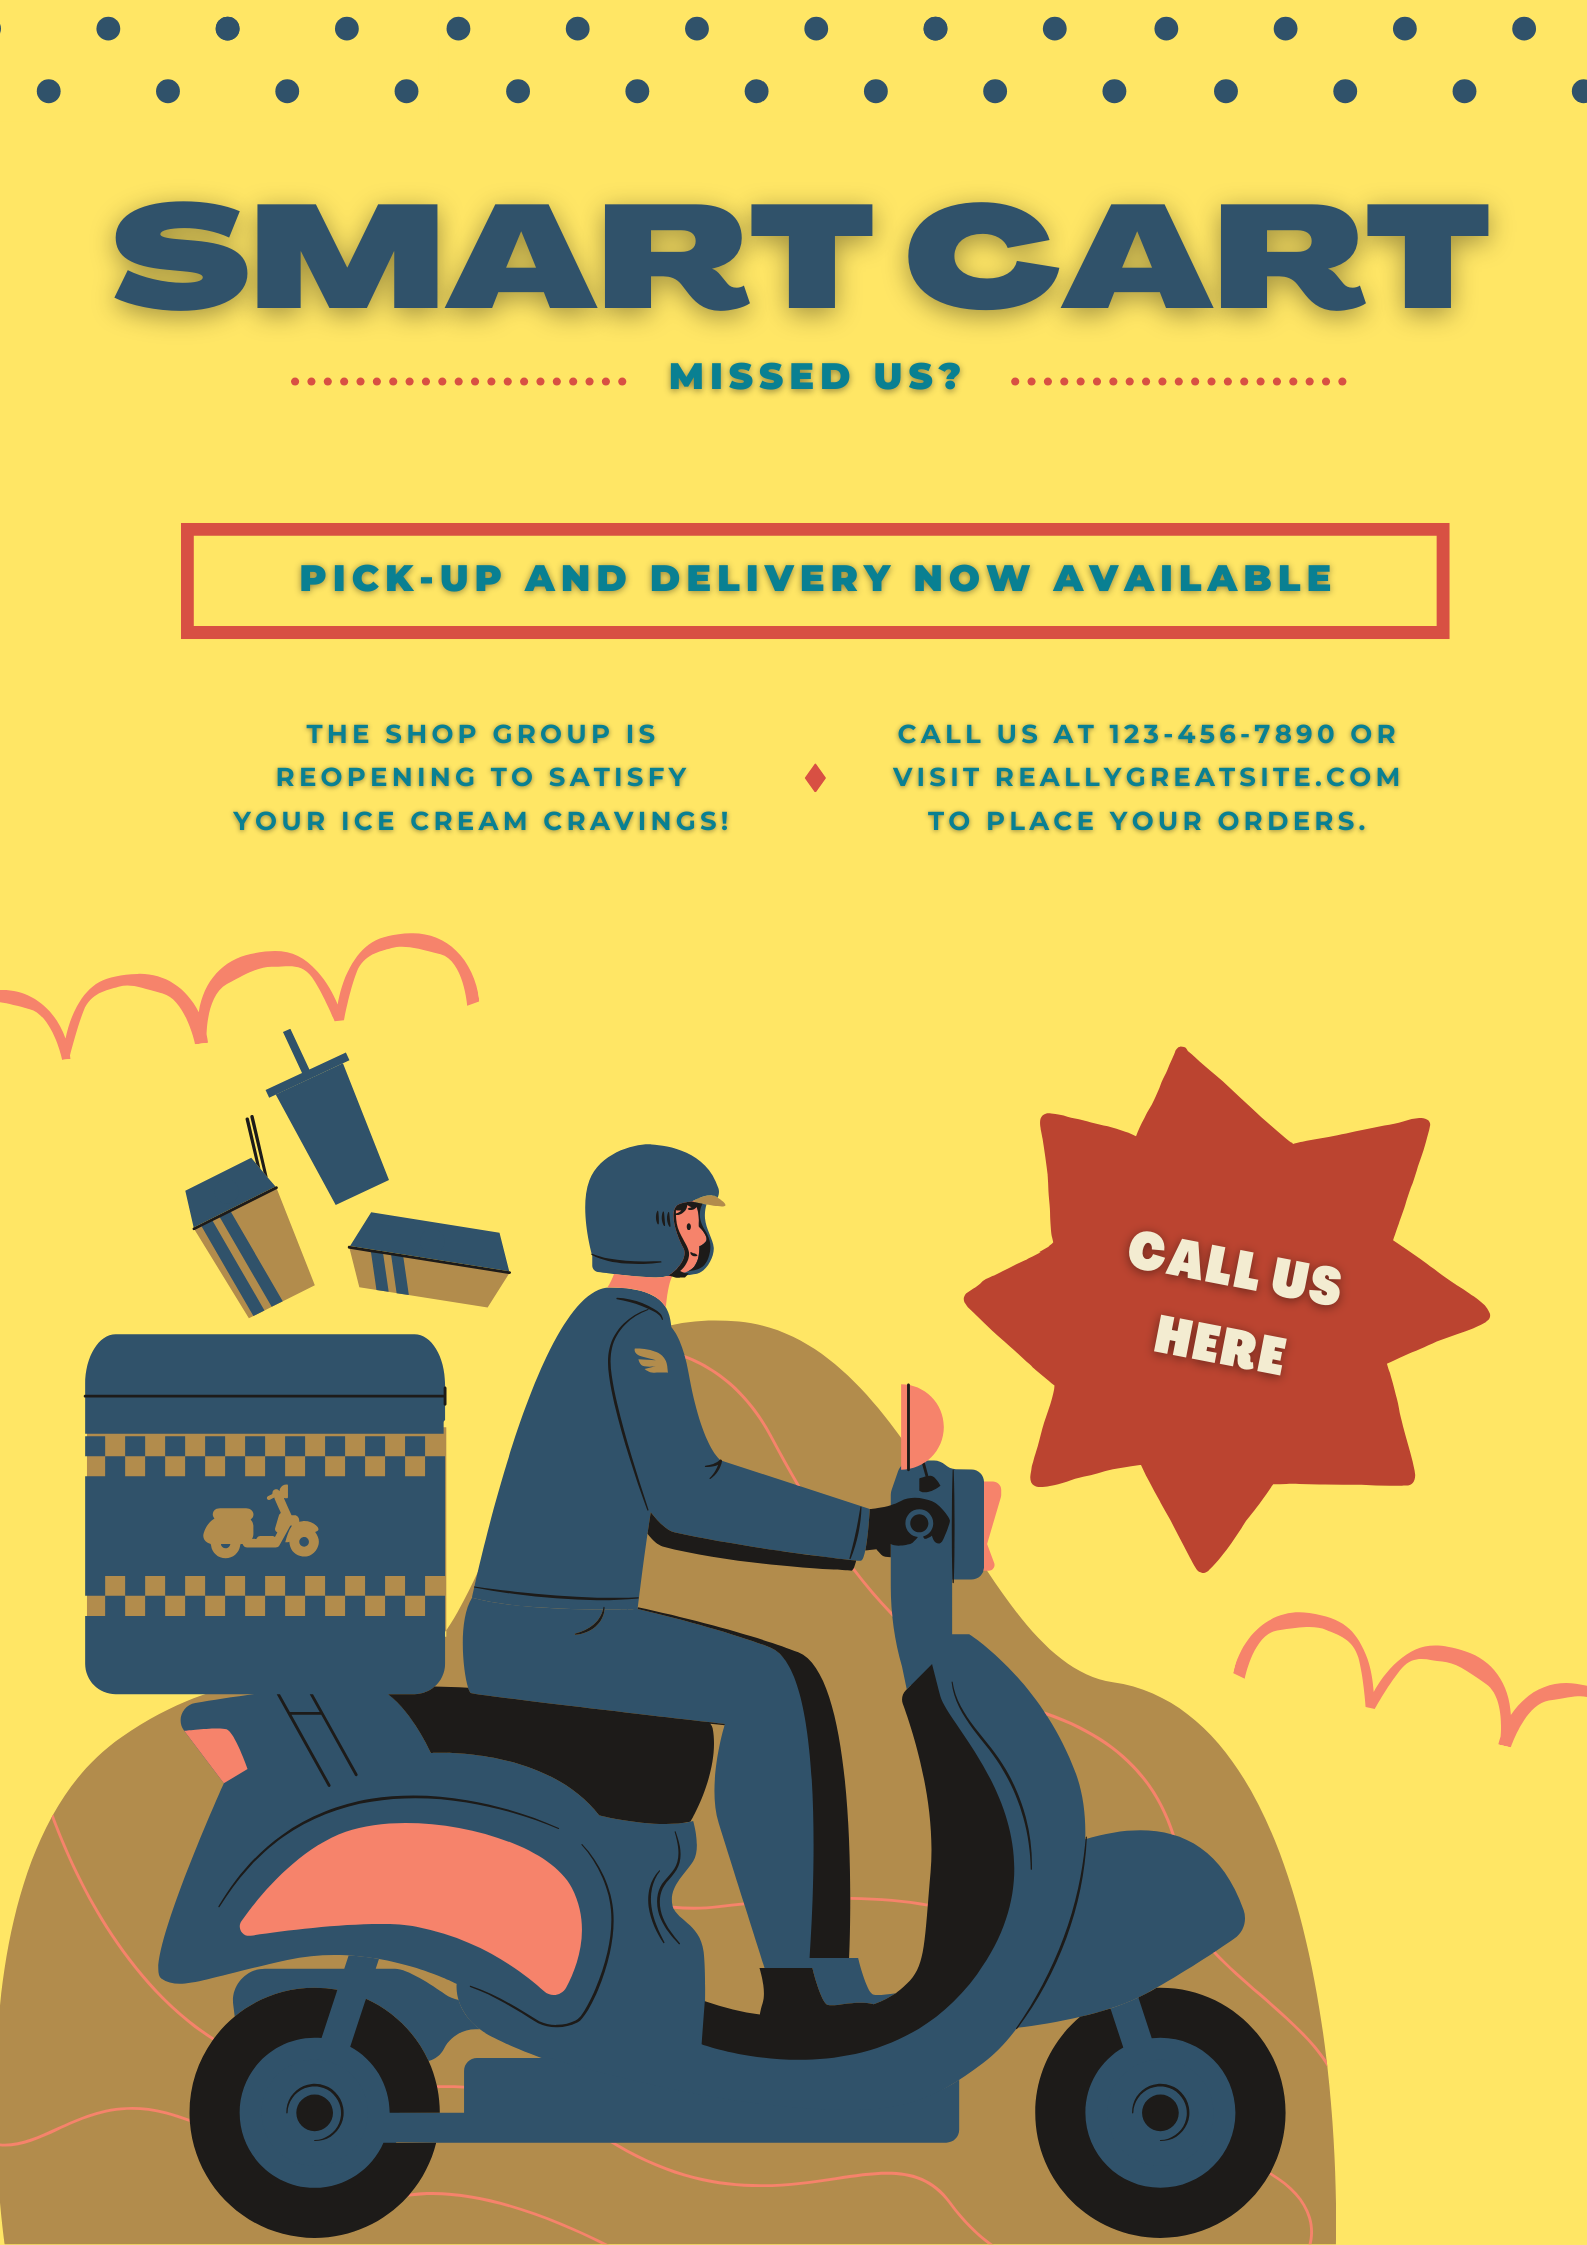 SMART CART
MISSED US?
PICK-UP AND DELIVERY NOW AVAILABLE
THE SHOP GROUP IS
REOPENING TO SATISFY
YOUR ICE CREAM CRAVINGS!
CALL US AT 123-456-7890 OR
VISIT REALLYGREATSITE.COM
TO PLACE YOUR ORDERS.
CALL US
HERE